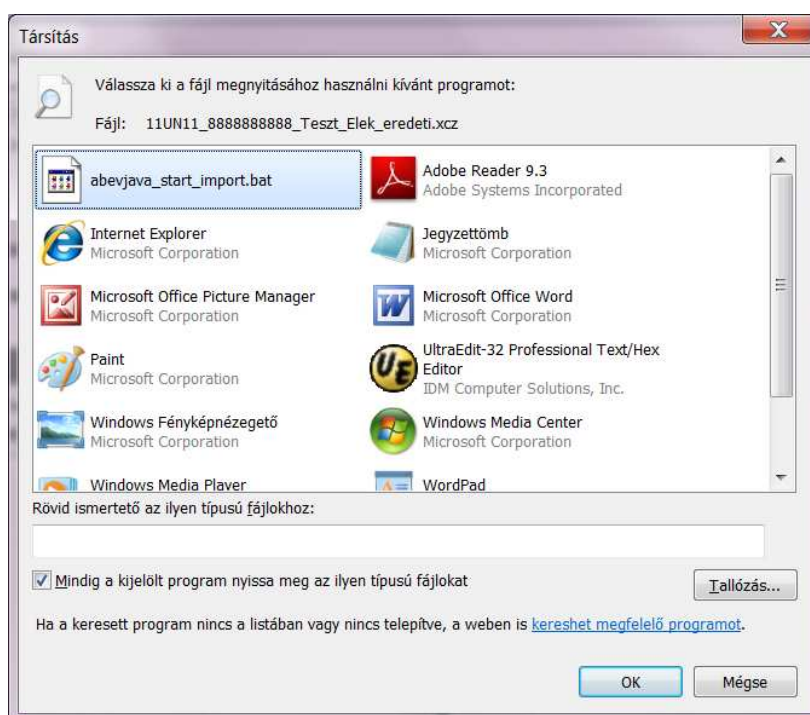 Társítás
Válassza ki a fájl megnyitásához használni kívánt programot:
Fájl: 11UN11_8888888888_Teszt_Elek_eredeti.xcz
abevjava_start_import.bat
Adobe Reader 9.3
Adobe Systems Incorporated
Internet Explorer
Microsoft Corporation
Jegyzettömb
Microsoft Corporation
Microsoft Office Picture Manager
Microsoft Corporation
Microsoft Office Word
Microsoft Corporation
Paint
Microsoft Corporation
UltraEdit-32 Professional Text/Hex
Editor
IDM Computer Solutions, Inc.
Windows Fényképnézegető
Microsoft Corporation
Windows Media Center
Microsoft Corporation
Windows Media Player
WordPad
Rövid ismertető az ilyen típusú fájlokhoz:
Mindig a kijelölt program nyissa meg az ilyen típusú fájlokat
Tallózás...
Ha a keresett program nincs a listában vagy nincs telepítve, a weben is kereshet megfelelő programot.
OK
Mégse